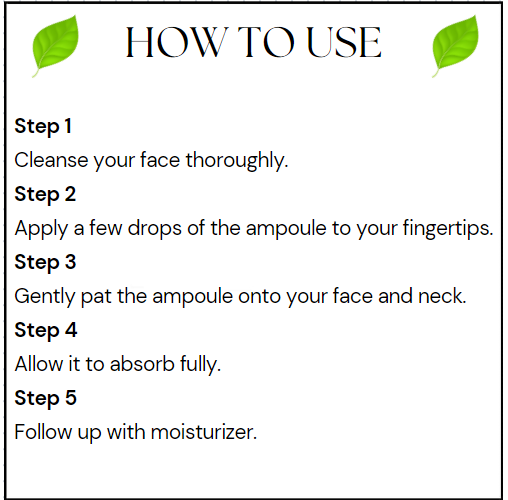 HOW TO USE
Step 1
Cleanse your face thoroughly.
Step 2
Apply a few drops of the ampoule to your fingertips.
Step 3
Gently pat the ampoule onto your face and neck.
Step 4
Allow it to absorb fully.
Step 5
Follow up with moisturizer.